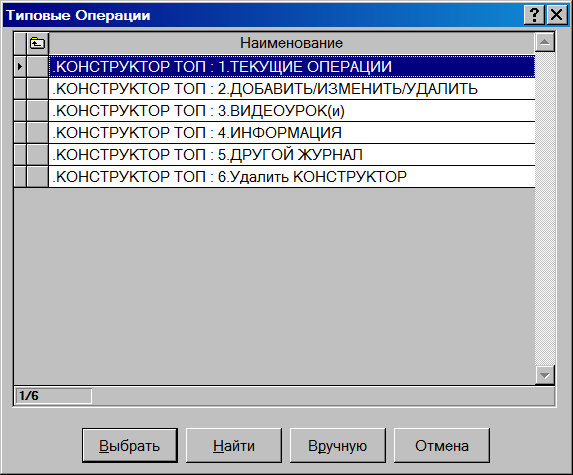 Типовые Операции
Наименование
.КОНСТРУКТОР ТОП : 1.ТЕКУЩИЕ ОПЕРАЦИИ
.КОНСТРУКТОР ТОП : 2.ДОБАВИТЬ/ИЗМЕНИТЬ/УДАЛИТЬ
.КОНСТРУКТОР ТОП : 3.ВИДЕОУРОК(и)
.КОНСТРУКТОР ТОП : 4.ИНФОРМАЦИЯ
.КОНСТРУКТОР ТОП : 5.ДРУГОЙ ЖУРНАЛ
.КОНСТРУКТОР ТОП : 6.Удалить КОНСТРУКТОР
1/6
Выбрать Найти Вручную Отмена